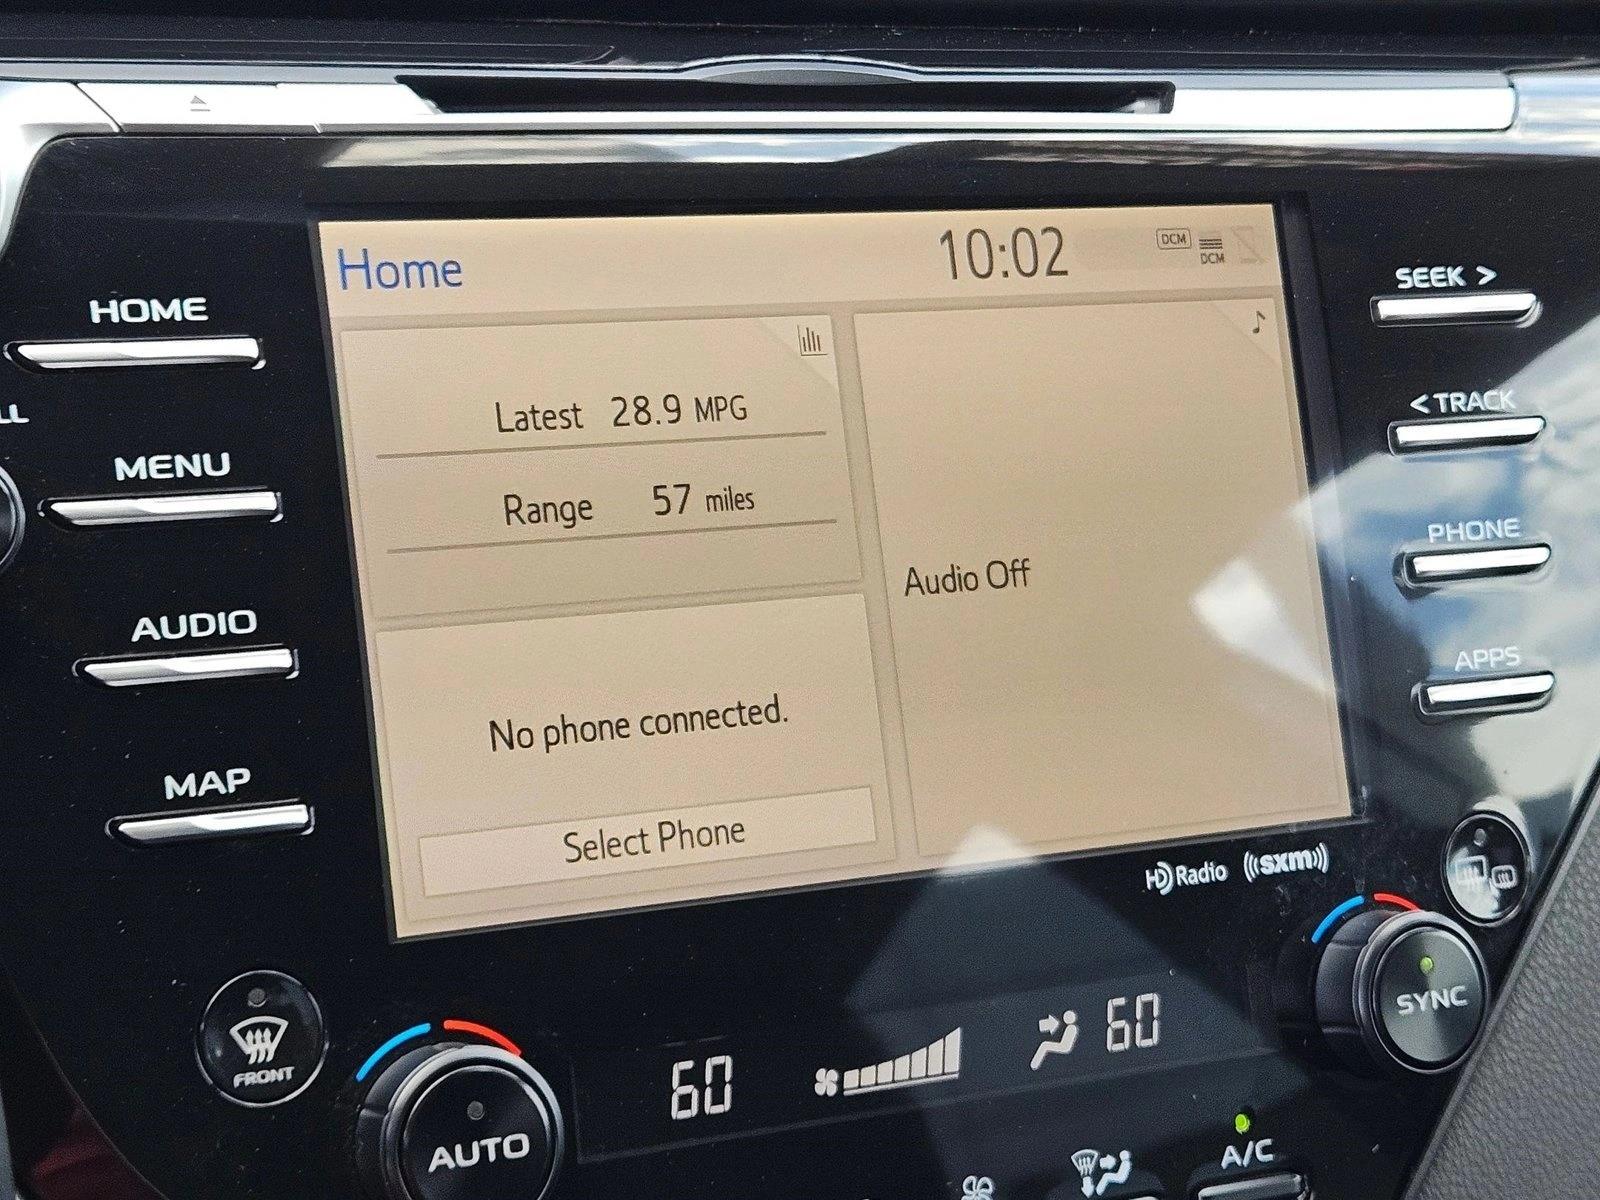 Home 10:02 DCM
DCM
Latest 28.9 MPG
Range 57 miles
Audio Off
No phone connected.
Select Phone
HOME
LL
MENU
AUDIO
MAP
SEEK >
< TRACK
PHONE
APPS
HD Radio ((sxm))
FRONT
AUTO
60
60
SYNC
A/C